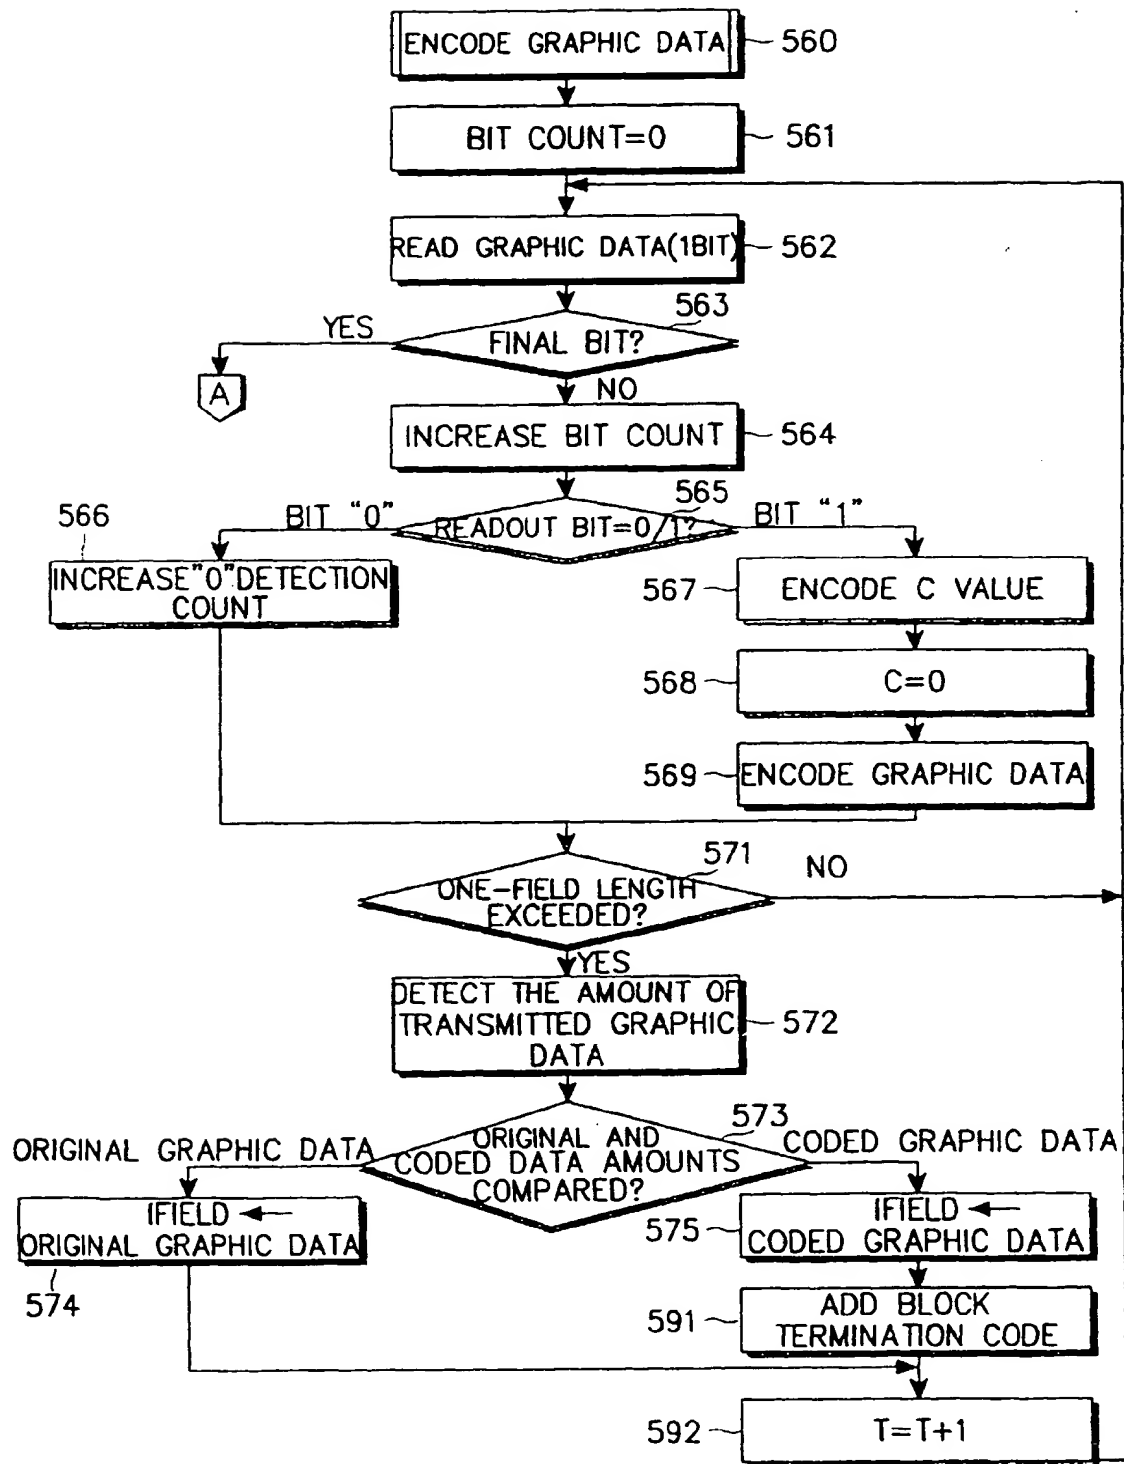 ENCODE GRAPHIC DATA 560
BIT COUNT=0 561
READ GRAPHIC DATA(1BIT) 562
563
YES
FINAL BIT?
A
NO
INCREASE BIT COUNT 564
565
566
BIT "0"
READOUT BIT=0/1?
BIT "1"
INCREASE"0"DETECTION
COUNT
567 ENCODE C VALUE
568 C=0
569 ENCODE GRAPHIC DATA
571
ONE-FIELD LENGTH
EXCEEDED?
NO
YES
DETECT THE AMOUNT OF
TRANSMITTED GRAPHIC
DATA
572
573
ORIGINAL GRAPHIC DATA
ORIGINAL AND
CODED DATA AMOUNTS
COMPARED?
CODED GRAPHIC DATA
IFIELD ←
ORIGINAL GRAPHIC DATA
574
575
IFIELD ←
CODED GRAPHIC DATA
591
ADD BLOCK
TERMINATION CODE
592 T=T+1